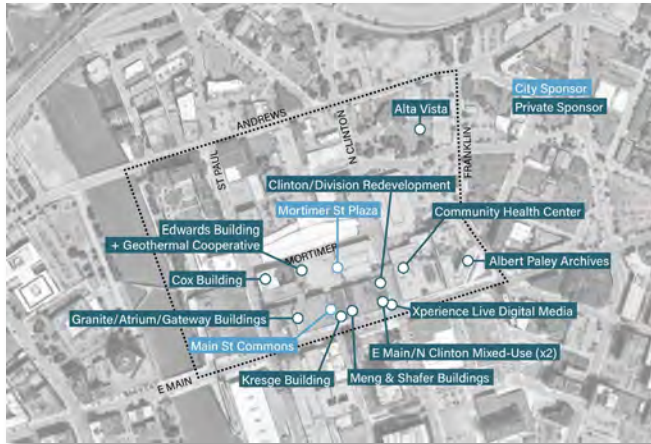 City Sponsor
Private Sponsor
Alta Vista
ANDREWS
N CLINTON
ST PAUL
FRANKLIN
Clinton/Division Redevelopment
Mortimer St Plaza
Community Health Center
Edwards Building
+ Geothermal Cooperative
MORTIMER
Albert Paley Archives
Cox Building
Xperience Live Digital Media
Granite/Atrium/Gateway Buildings
Main St Commons
E Main/N Clinton Mixed-Use (x2)
Kresge Building
Meng & Shafer Buildings
E MAIN